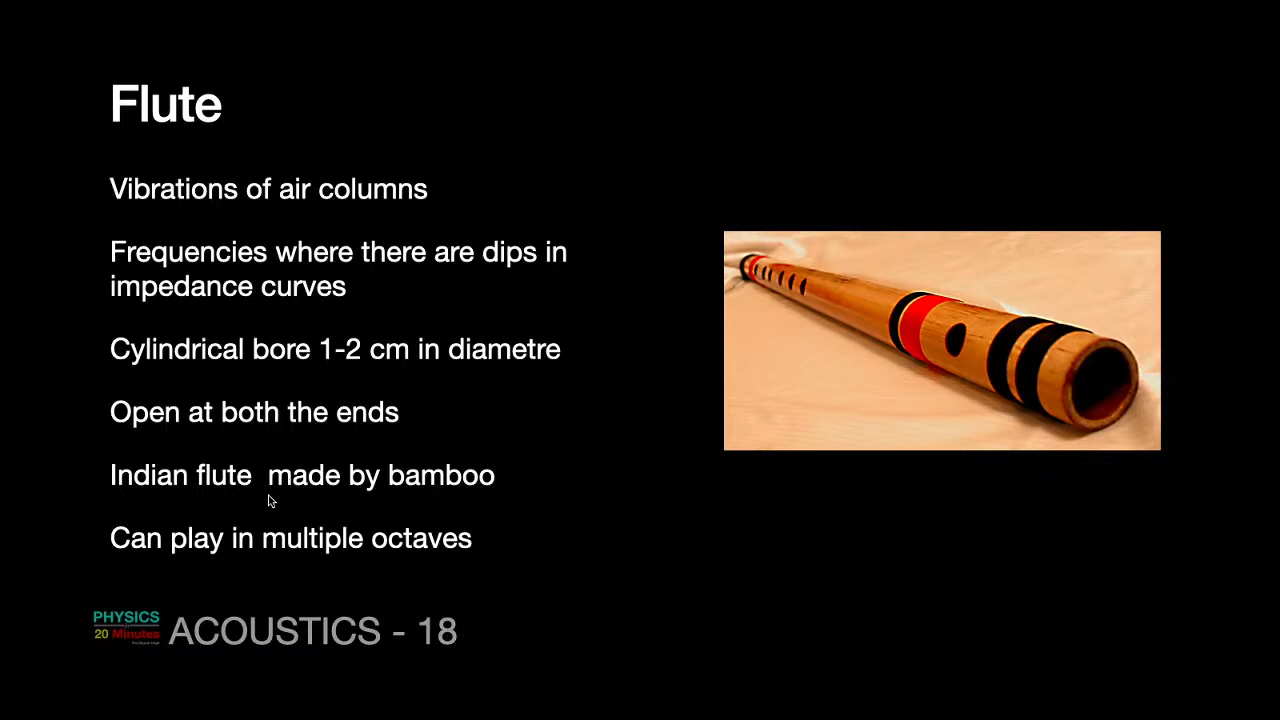 Flute
Vibrations of air columns
Frequencies where there are dips in
impedance curves
Cylindrical bore 1-2 cm in diametre
Open at both the ends
Indian flute  made by bamboo
Can play in multiple octaves
PHYSICS
20 Minutes
ACOUSTICS - 18